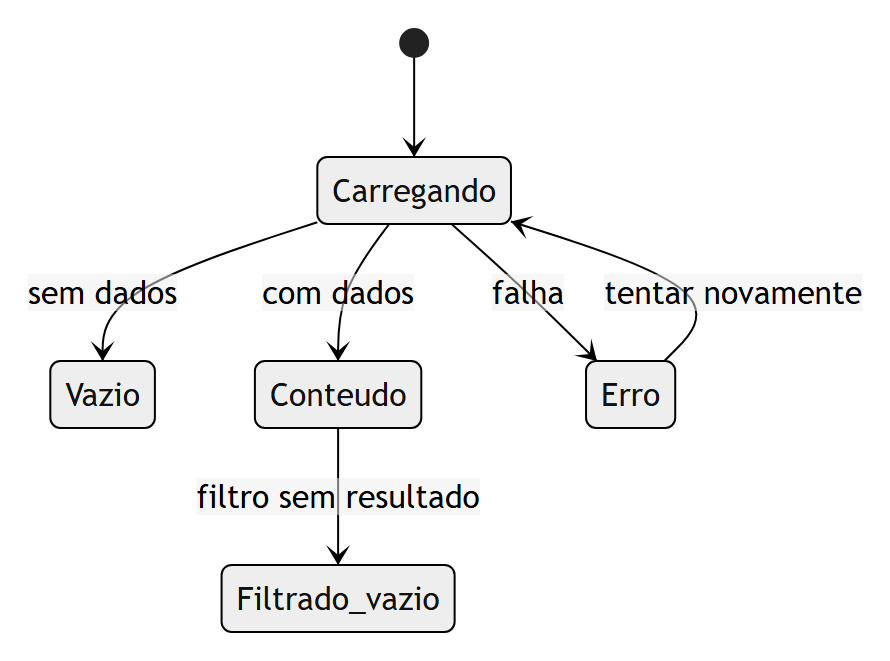 Carregando
sem dados
com dados
falha
tentar novamente
Vazio
Conteudo
Erro
filtro sem resultado
Filtrado_vazio